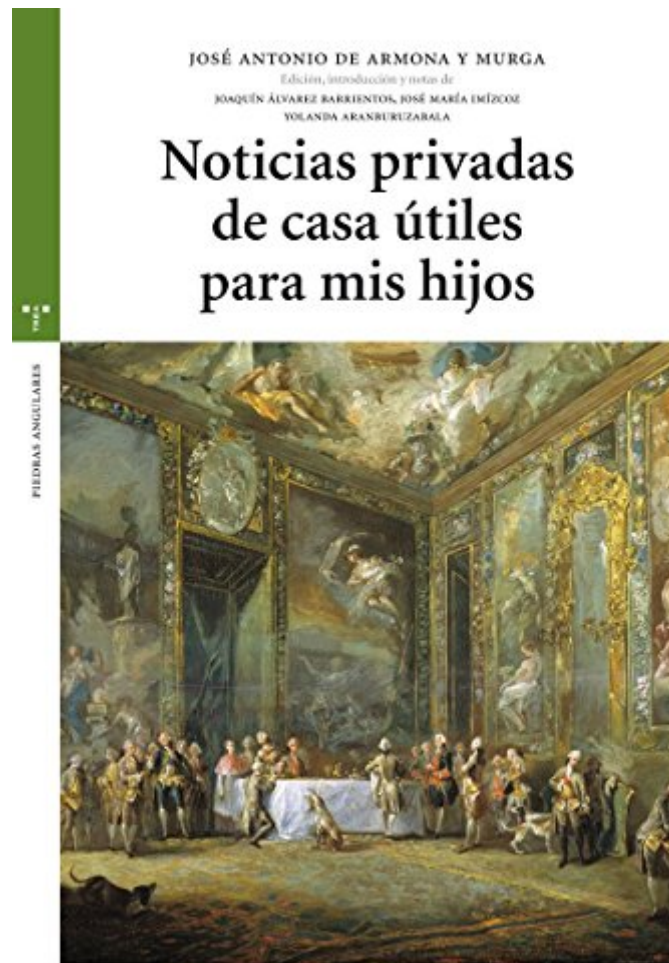 JOSÉ ANTONIO DE ARMONA Y MURGA
Edición, introducción y notas de
JOAQUÍN ÁLVAREZ BARRIENTOS, JOSÉ MARÍA IMÍZCOZ
YOLANDA ARANBURUZABALA
Noticias privadas
de casa útiles
para mis hijos
TREA
PIEDRAS ANGULARES